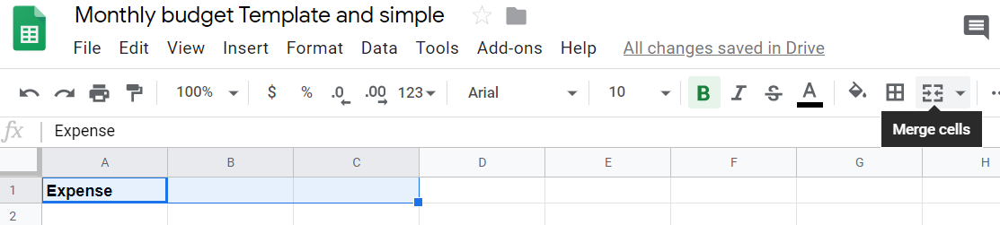 Monthly budget Template and simple
File Edit View Insert Format Data Tools Add-ons Help All changes saved in Drive
100% $ % .0 .00 123 Arial 10 B I S A
Merge cells
fx Expense
A B C D E F G H
1 Expense
2